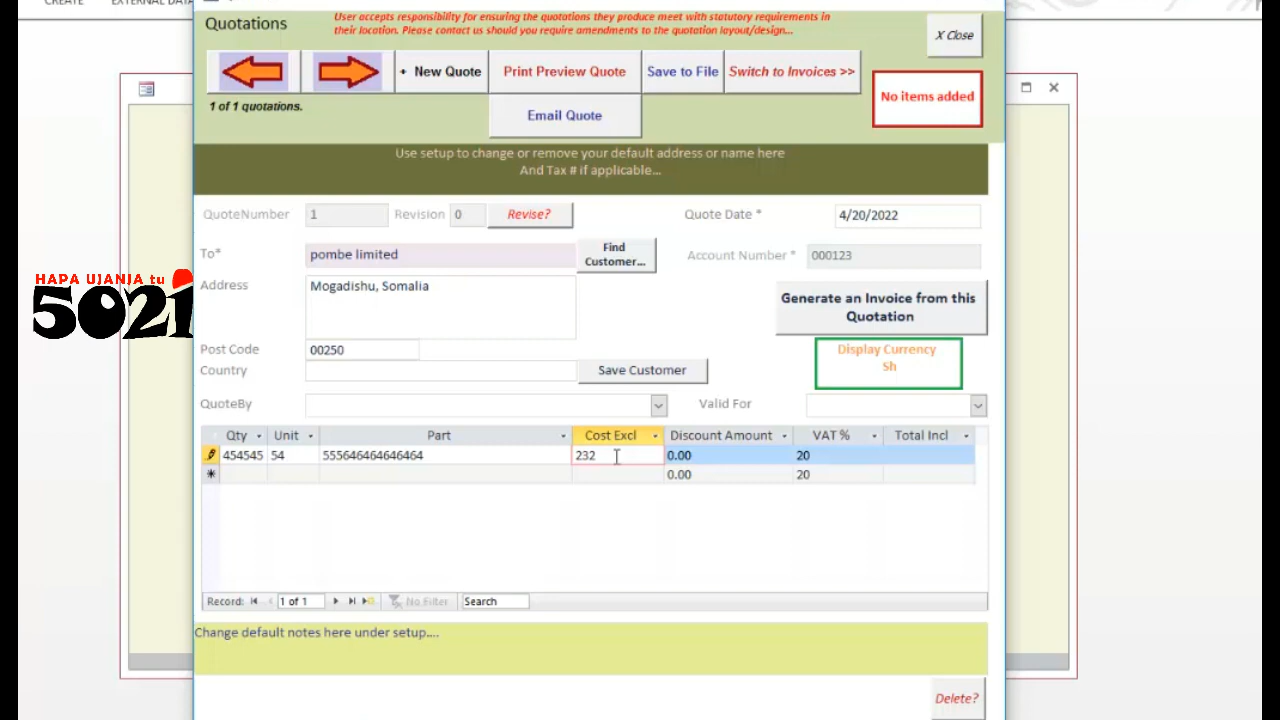 CREATE
EXTERNAL DATA
Quotations
User accepts responsibility for ensuring the quotations they produce meet with statutory requirements in
their location. Please contact us should you require amendments to the quotation layout/design...
X Close
+ New Quote
Print Preview Quote
Save to File
Switch to Invoices >>
No items added
1 of 1 quotations.
Email Quote
Use setup to change or remove your default address or name here
And Tax # if applicable...
QuoteNumber 1 Revision 0 Revise? Quote Date * 4/20/2022
To* pombe limited
Find
Customer...
Account Number * 000123
Address Mogadishu, Somalia
Generate an Invoice from this
Quotation
HAPA UJANJA tu
5021
Post Code 00250
Display Currency
Sh
Country Save Customer
QuoteBy Valid For
Qty Unit Part Cost Excl Discount Amount VAT % Total Incl
454545 54 555646464646464 232 0.00 20
0.00 20
Record: 1 of 1 No Filter Search
Change default notes here under setup....
Delete?